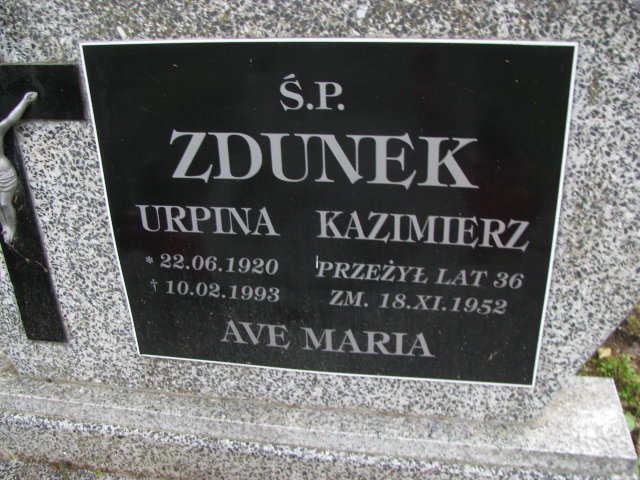 Ś.P.
ZDUNEK
URPINA KAZIMIERZ
* 22.06.1920 PRZEŻYŁ LAT 36
† 10.02.1993 ZM. 18.XI.1952
AVE MARIA